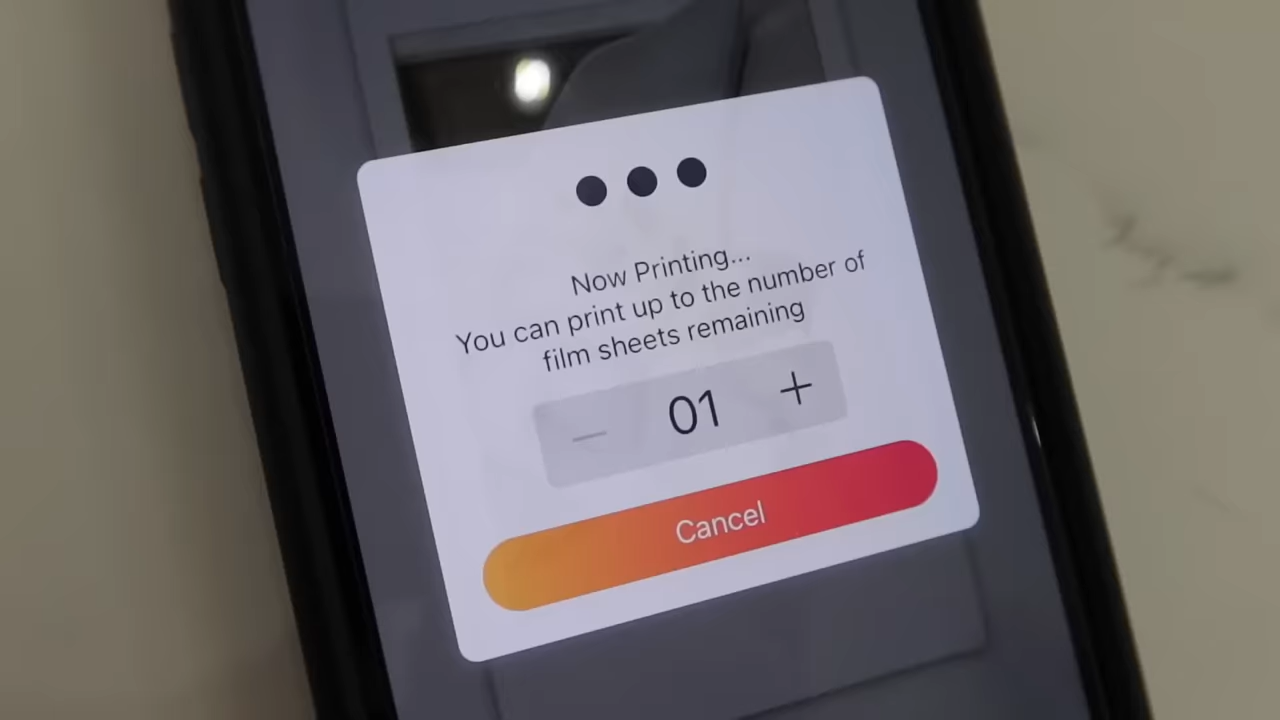 Now Printing...
You can print up to the number of
film sheets remaining
− 01 +
Cancel